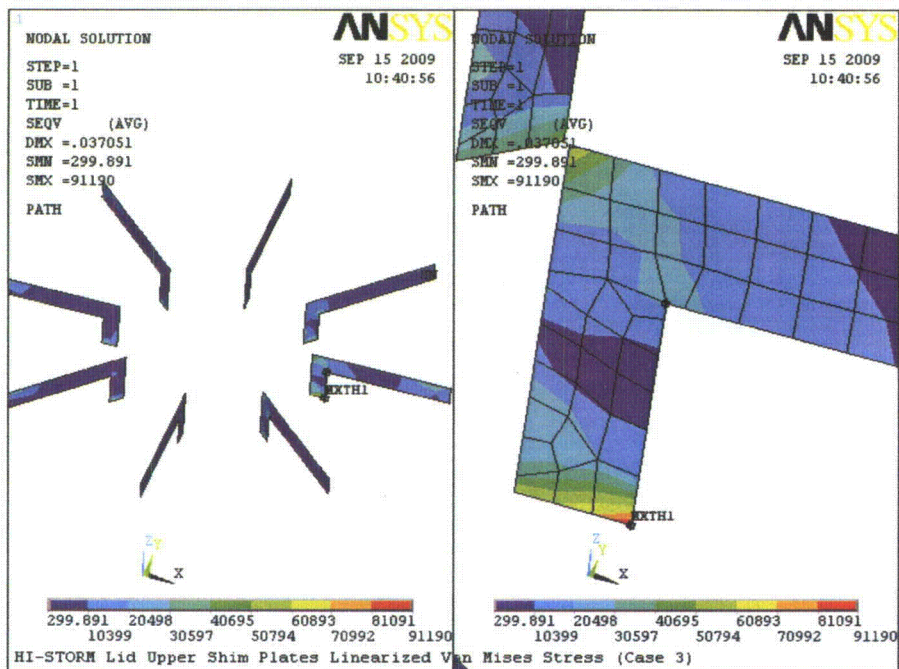 1
ANSYS
NODAL SOLUTION
SEP 15 2009
10:40:56
STEP=1
SUB =1
TIME=1
SEQV (AVG)
DMX =.037051
SMN =299.891
SMX =91190
PATH
Z
Y
X
299.891 20498 40695 60893 81091
10399 30597 50794 70992 91190
ANSYS
NODAL SOLUTION
SEP 15 2009
10:40:56
STEP=1
SUB =1
TIME=1
SEQV (AVG)
DMX =.037051
SMN =299.891
SMX =91190
PATH
Z
Y
X
299.891 20498 40695 60893 81091
10399 30597 50794 70992 91190
HI-STORM Lid Upper Shim Plates Linearized Von Mises Stress (Case 3)